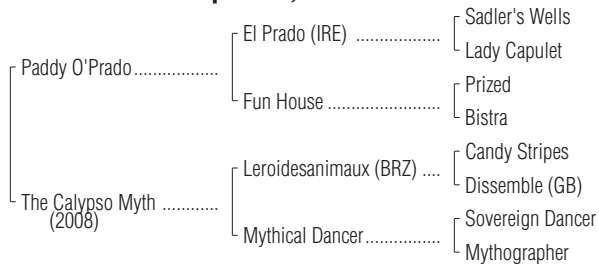 Sadler's Wells
El Prado (IRE) ..................
Lady Capulet
Paddy O'Prado..................
Prized
Fun House ........................
Bistra
Candy Stripes
Leroidesanimaux (BRZ) ....
Dissemble (GB)
The Calypso Myth ............
(2008)
Sovereign Dancer
Mythical Dancer................
Mythographer